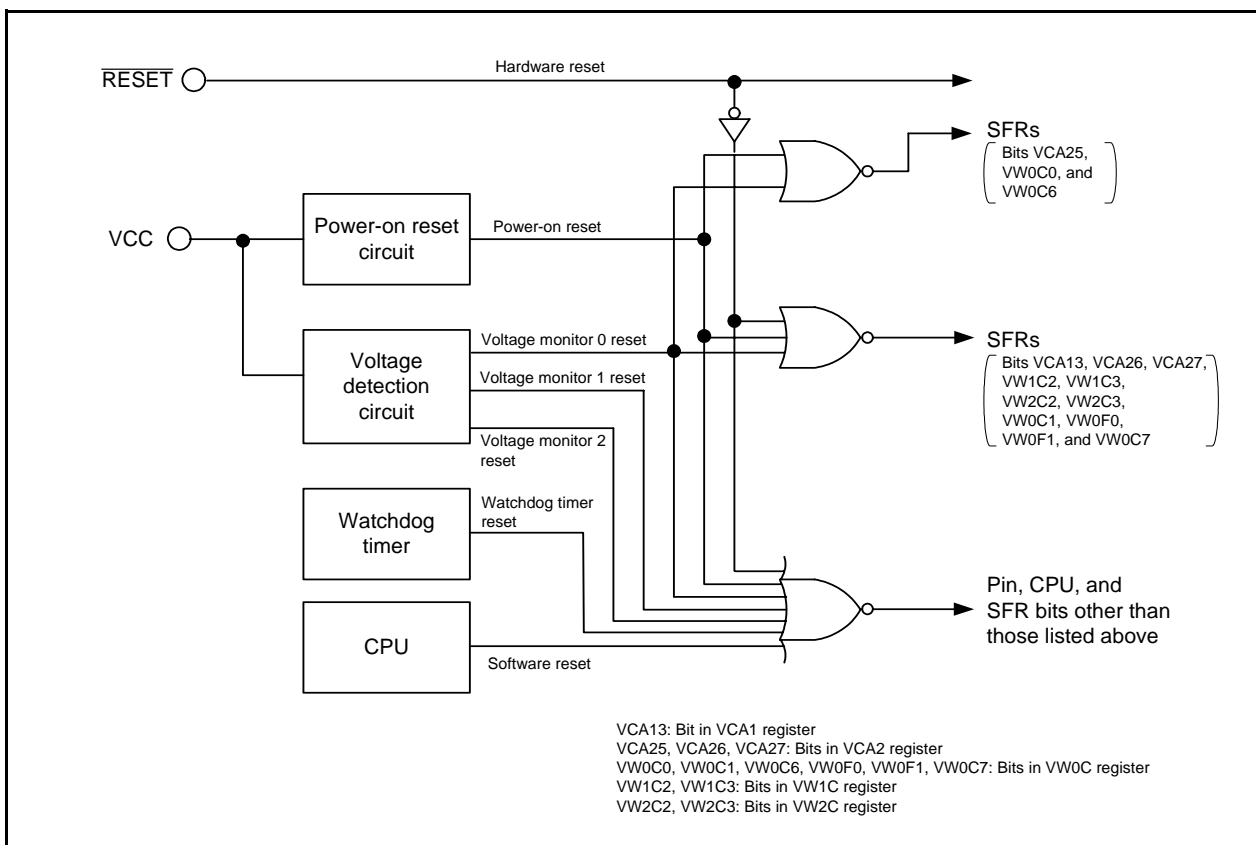 Hardware reset
RESET
SFRs
Bits VCA25,
VW0C0, and
VW0C6
Power-on reset
circuit
Power-on reset
VCC
Voltage monitor 0 reset
SFRs
Voltage
detection
circuit
Voltage monitor 1 reset
Bits VCA13, VCA26, VCA27,
VW1C2, VW1C3,
VW2C2, VW2C3,
VW0C1, VW0F0,
VW0F1, and VW0C7
Voltage monitor 2
reset
Watchdog timer
reset
Watchdog
timer
Pin, CPU, and
SFR bits other than
those listed above
CPU
Software reset
VCA13: Bit in VCA1 register
VCA25, VCA26, VCA27: Bits in VCA2 register
VW0C0, VW0C1, VW0C6, VW0F0, VW0F1, VW0C7: Bits in VW0C register
VW1C2, VW1C3: Bits in VW1C register
VW2C2, VW2C3: Bits in VW2C register